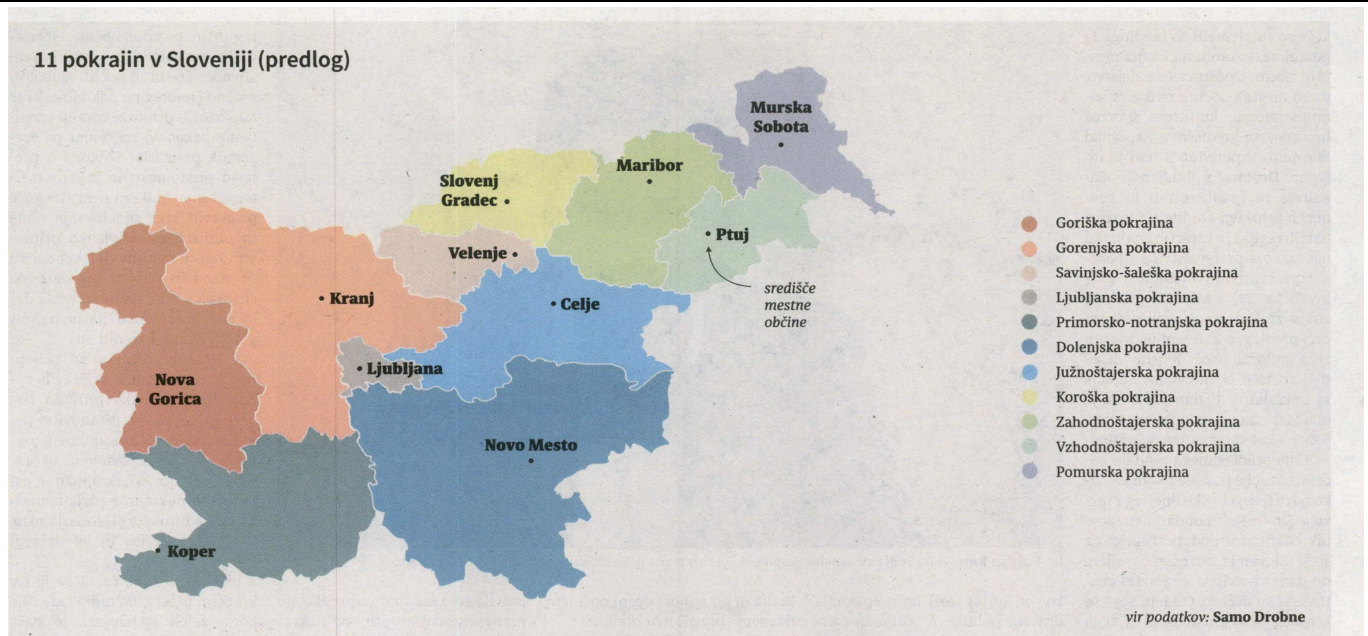 11 pokrajin v Sloveniji (predlog)
Murska
Sobota
Maribor
Slovenj
Gradec
Ptuj
Velenje
središče
mestne
občine
Kranj
Celje
Ljubljana
Nova
Gorica
Novo Mesto
Koper
Goriška pokrajina
Gorenjska pokrajina
Savinjsko-šaleška pokrajina
Ljubljanska pokrajina
Primorsko-notranjska pokrajina
Dolenjska pokrajina
Južnoštajerska pokrajina
Koroška pokrajina
Zahodnoštajerska pokrajina
Vzhodnoštajerska pokrajina
Pomurska pokrajina
vir podatkov: Samo Drobne